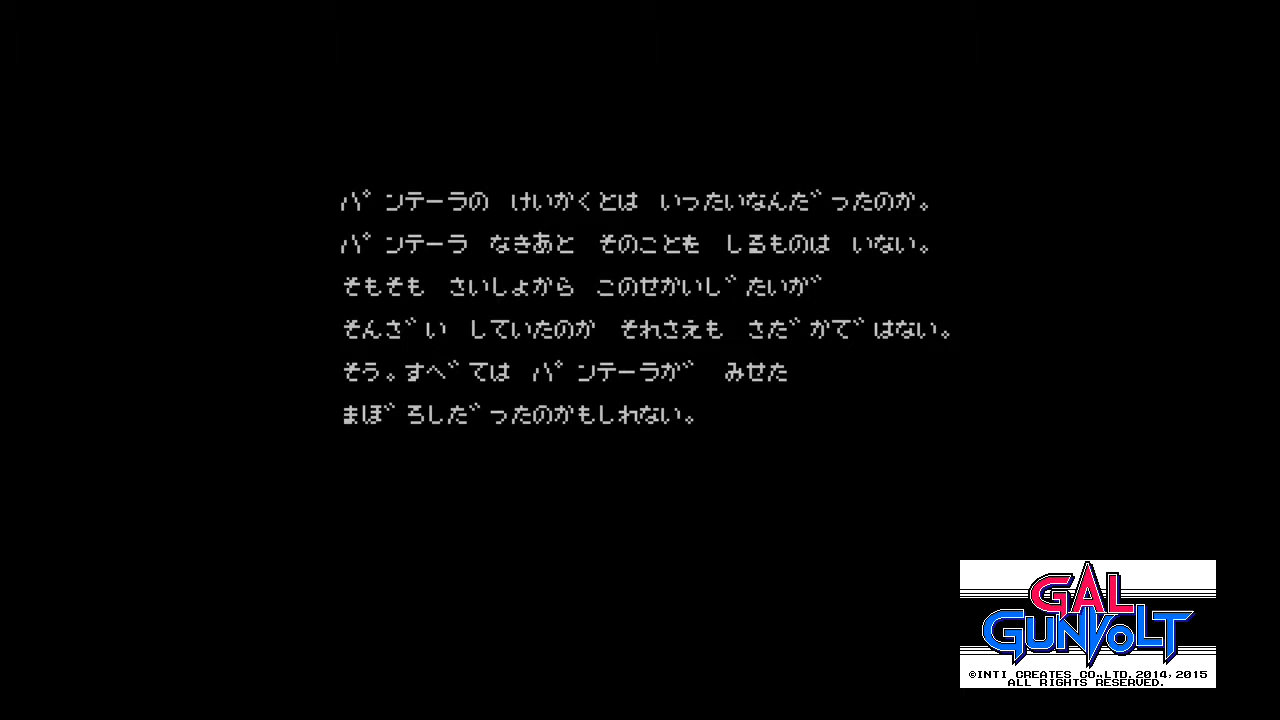 パンテーラの けいかくとは いったいなんだったのか。
パンテーラ なきあと そのことを しるものは いない。
そもそも さいしょから このせかいじたいが
そんざい していたのか それさえも さだかではない。
そう。すべては パンテーラが みせた
まぼろしだったのかもしれない。
GAL
GUNVOLT
©INTI CREATES CO.,LTD.2014,2015
ALL RIGHTS RESERVED.